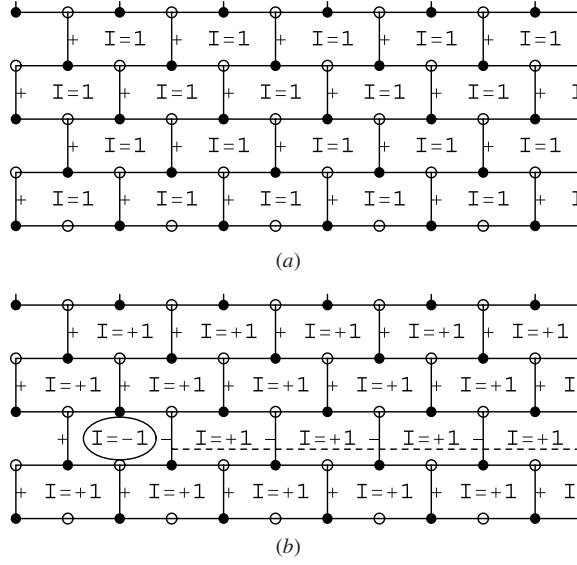 + I=1 + I=1 + I=1 + I=1 + I=1
+ I=1 + I=1 + I=1 + I=1 + I=1 + I
+ I=1 + I=1 + I=1 + I=1 + I=1
+ I=1 + I=1 + I=1 + I=1 + I=1 + I
(a)
+ I=+1 + I=+1 + I=+1 + I=+1 + I=+1
+ I=+1 + I=+1 + I=+1 + I=+1 + I=+1 + I
+ I=-1 - I=+1 - I=+1 - I=+1 - I=+1
+ I=+1 + I=+1 + I=+1 + I=+1 + I=+1 + I
(b)